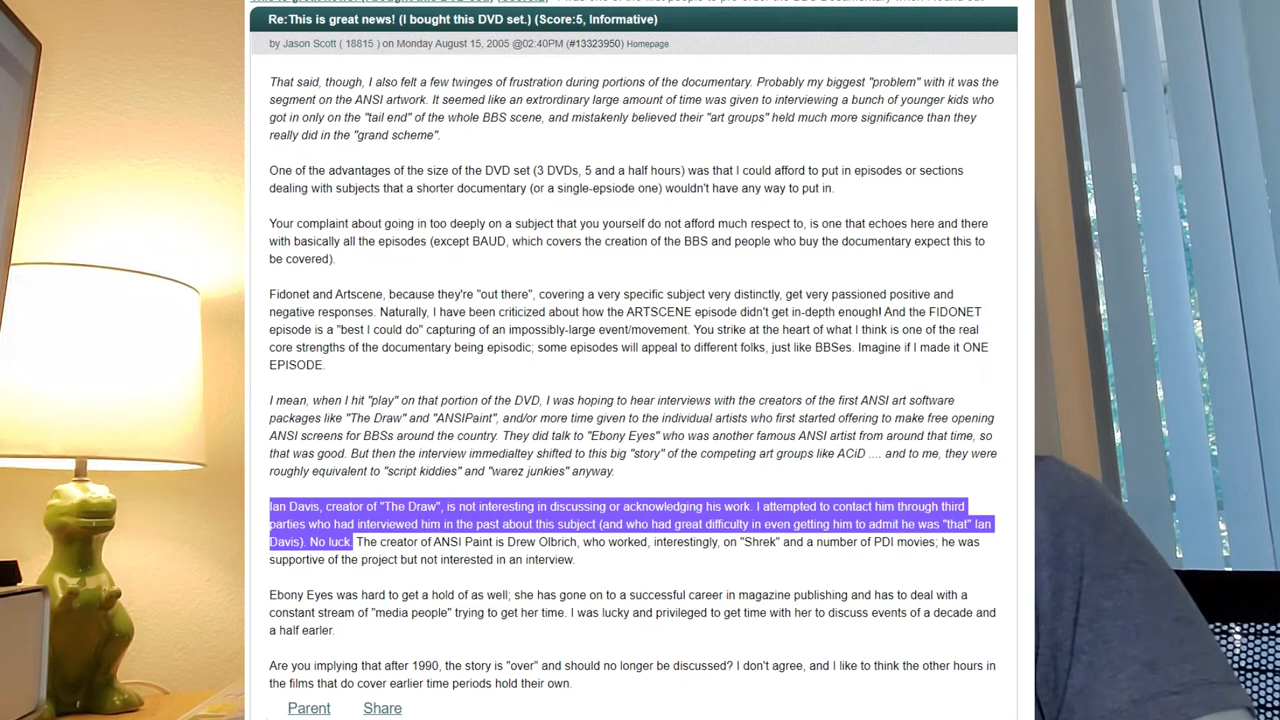 Re:This is great news! (I bought this DVD set.) (Score:5, Informative)
by Jason Scott ( 18815 ) on Monday August 15, 2005 @02:40PM (#13323950) Homepage
That said, though, I also felt a few twinges of frustration during portions of the documentary. Probably my biggest "problem" with it was the
segment on the ANSI artwork. It seemed like an extrordinary large amount of time was given to interviewing a bunch of younger kids who
got in only on the "tail end" of the whole BBS scene, and mistakenly believed their "art groups" held much more significance than they
really did in the "grand scheme".
One of the advantages of the size of the DVD set (3 DVDs, 5 and a half hours) was that I could afford to put in episodes or sections
dealing with subjects that a shorter documentary (or a single-epsiode one) wouldn't have any way to put in.
Your complaint about going in too deeply on a subject that you yourself do not afford much respect to, is one that echoes here and there
with basically all the episodes (except BAUD, which covers the creation of the BBS and people who buy the documentary expect this to
be covered).
Fidonet and Artscene, because they're "out there", covering a very specific subject very distinctly, get very passioned positive and
negative responses. Naturally, I have been criticized about how the ARTSCENE episode didn't get in-depth enough! And the FIDONET
episode is a "best I could do" capturing of an impossibly-large event/movement. You strike at the heart of what I think is one of the real
core strengths of the documentary being episodic; some episodes will appeal to different folks, just like BBSes. Imagine if I made it ONE
EPISODE.
I mean, when I hit "play" on that portion of the DVD, I was hoping to hear interviews with the creators of the first ANSI art software
packages like "The Draw" and "ANSIPaint", and/or more time given to the individual artists who first started offering to make free opening
ANSI screens for BBSs around the country. They did talk to "Ebony Eyes" who was another famous ANSI artist from around that time, so
that was good. But then the interview immediatley shifted to this big "story" of the competing art groups like ACiD .... and to me, they were
roughly equivalent to "script kiddies" and "warez junkies" anyway.
Ian Davis, creator of "The Draw", is not interesting in discussing or acknowledging his work. I attempted to contact him through third
parties who had interviewed him in the past about this subject (and who had great difficulty in even getting him to admit he was "that" Ian
Davis). No luck. The creator of ANSI Paint is Drew Olbrich, who worked, interestingly, on "Shrek" and a number of PDI movies; he was
supportive of the project but not interested in an interview.
Ebony Eyes was hard to get a hold of as well; she has gone on to a successful career in magazine publishing and has to deal with a
constant stream of "media people" trying to get her time. I was lucky and privileged to get time with her to discuss events of a decade and
a half earler.
Are you implying that after 1990, the story is "over" and should no longer be discussed? I don't agree, and I like to think the other hours in
the films that do cover earlier time periods hold their own.
Parent Share